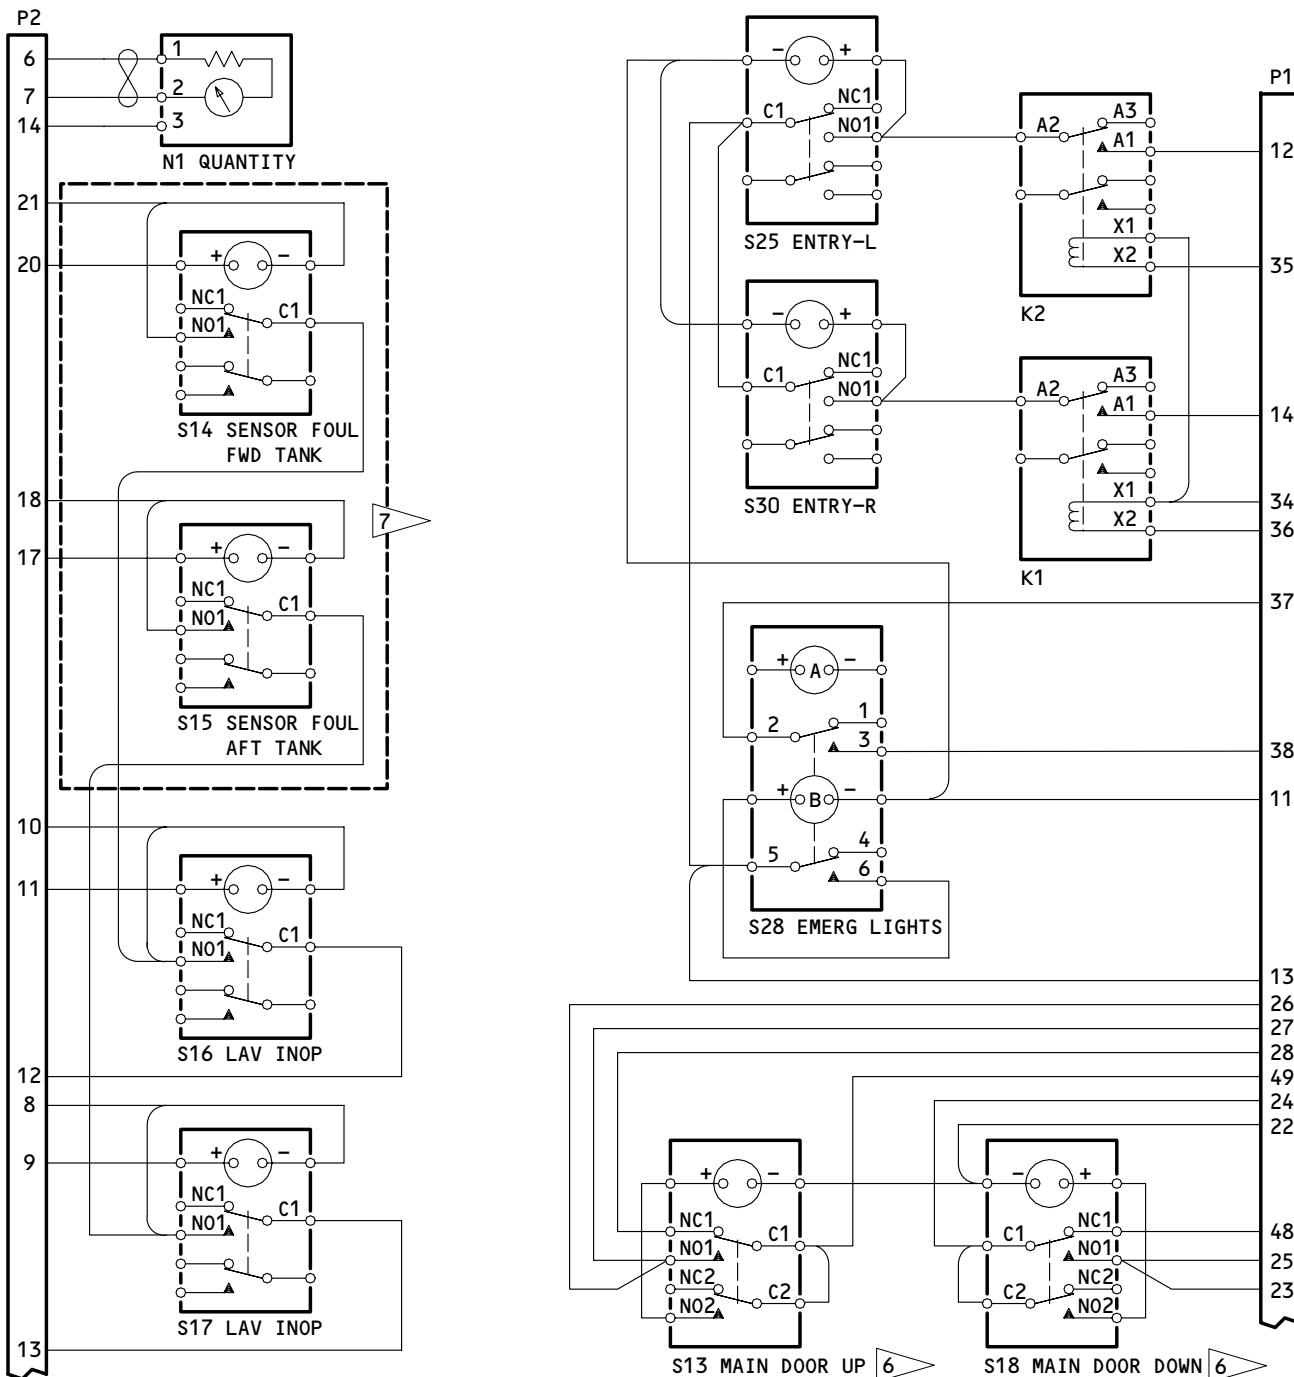 P2
6
7
14
21
20
18
17
10
11
12
8
9
13
1
2
3
N1 QUANTITY
+ -
NC1
NO1
C1
S14 SENSOR FOUL
FWD TANK
+ -
NC1
NO1
C1
S15 SENSOR FOUL
AFT TANK
7
+ -
NC1
NO1
C1
S16 LAV INOP
+ -
NC1
NO1
C1
S17 LAV INOP
- +
C1
NC1
NO1
S25 ENTRY-L
- +
C1
NC1
NO1
S30 ENTRY-R
A2
A3
A1
X1
X2
K2
A2
A3
A1
X1
X2
K1
+ A -
1
2
3
+ B -
4
5
6
S28 EMERG LIGHTS
+ -
NC1
C1
NO1
NC2
C2
NO2
S13 MAIN DOOR UP 6
- +
NC1
C1
NO1
NC2
C2
NO2
S18 MAIN DOOR DOWN 6
P1
12
35
14
34
36
37
38
11
13
26
27
28
49
24
22
48
25
23